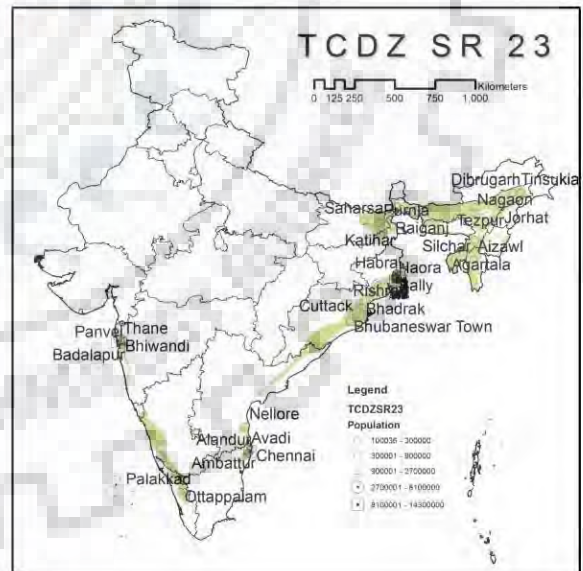 TCDZ SR 23
Kilometers
0 125 250 500 750 1,000
Dibrugarh Tinsukia
Nagaon
Saharsa Purnia
Tezpur Jorhat
Raiganj
Katihar
Silchar Aizawl
Habra Naora Agartala
Rishra Bally
Cuttack Bhadrak
Bhubaneswar Town
Panvel Thane
Bhiwandi
Badalapur
Legend
TCDZSR23
Nellore
Population
Alandur Avadi
Ambattur Chennai
300001 - 900000
900001 - 2700000
2700001 - 8100000
8100001 - 14300000
Palakkad
Ottappalam